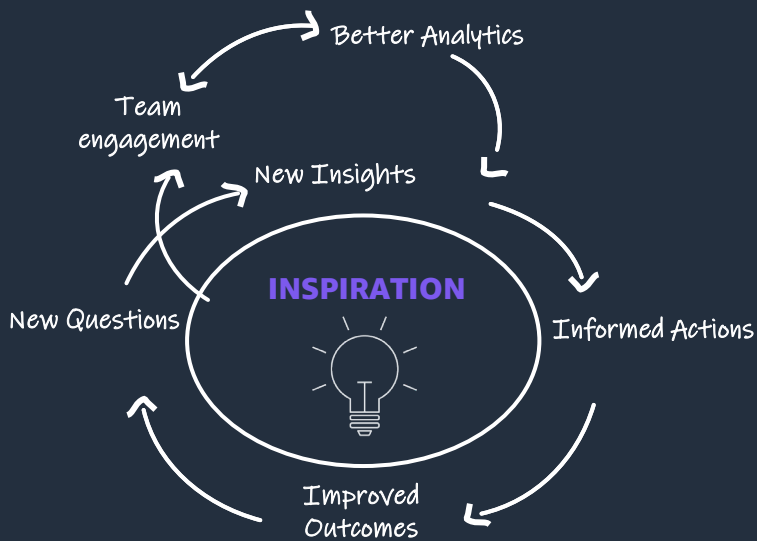 Better Analytics
Team
engagement
New Insights
INSPIRATION
New Questions
Informed Actions
Improved
Outcomes